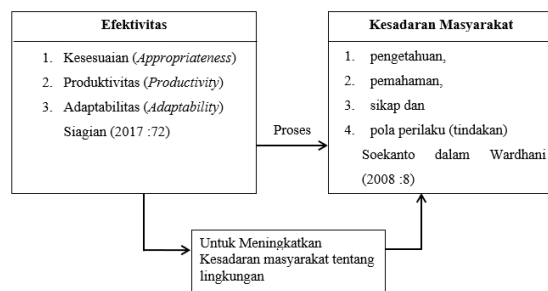 Efektivitas
1. Kesesuaian (Appropriateness)
2. Produktivitas (Productivity)
3. Adaptabilitas (Adaptability)
Siagian (2017 :72)
Proses
Kesadaran Masyarakat
1. pengetahuan,
2. pemahaman,
3. sikap dan
4. pola perilaku (tindakan)
Soekanto dalam Wardhani
(2008 :8)
Untuk Meningkatkan
Kesadaran masyarakat tentang
lingkungan